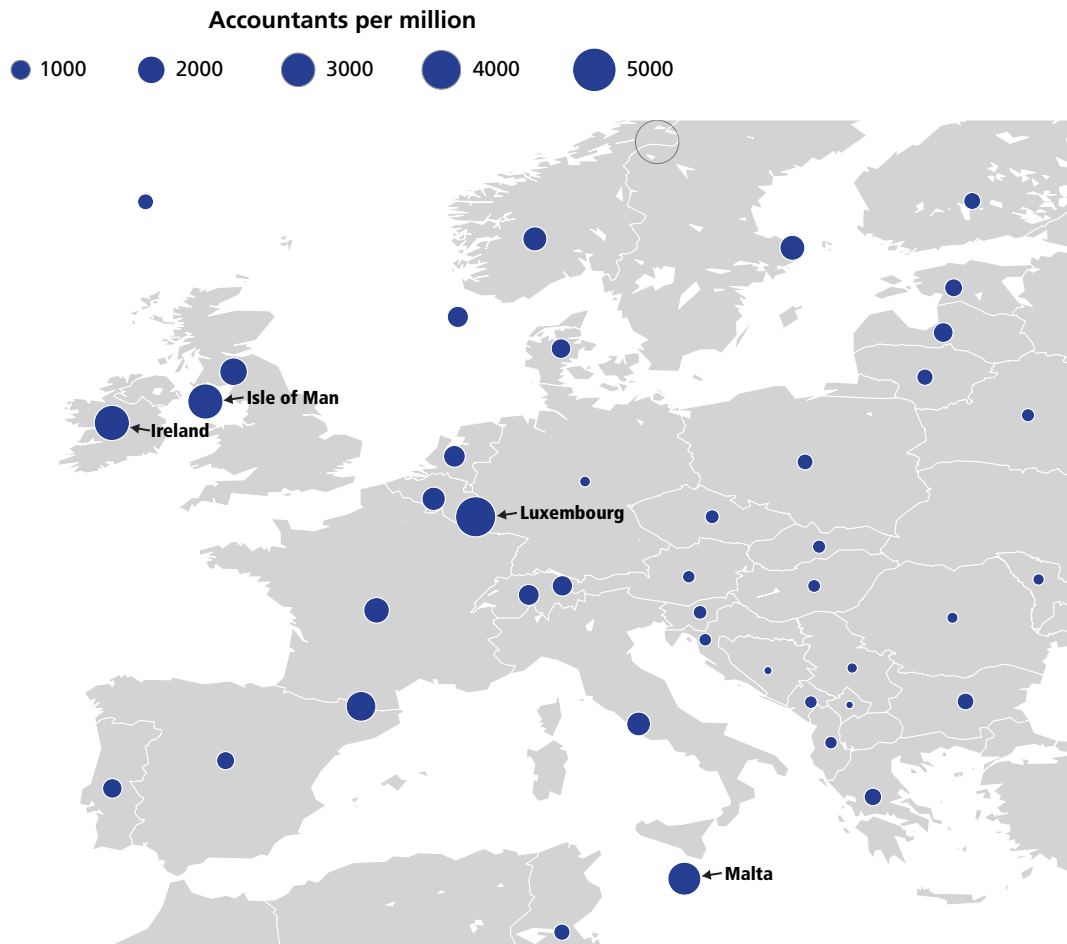 Accountants per million
1000 2000 3000 4000 5000
Isle of Man
Ireland
Luxembourg
Malta